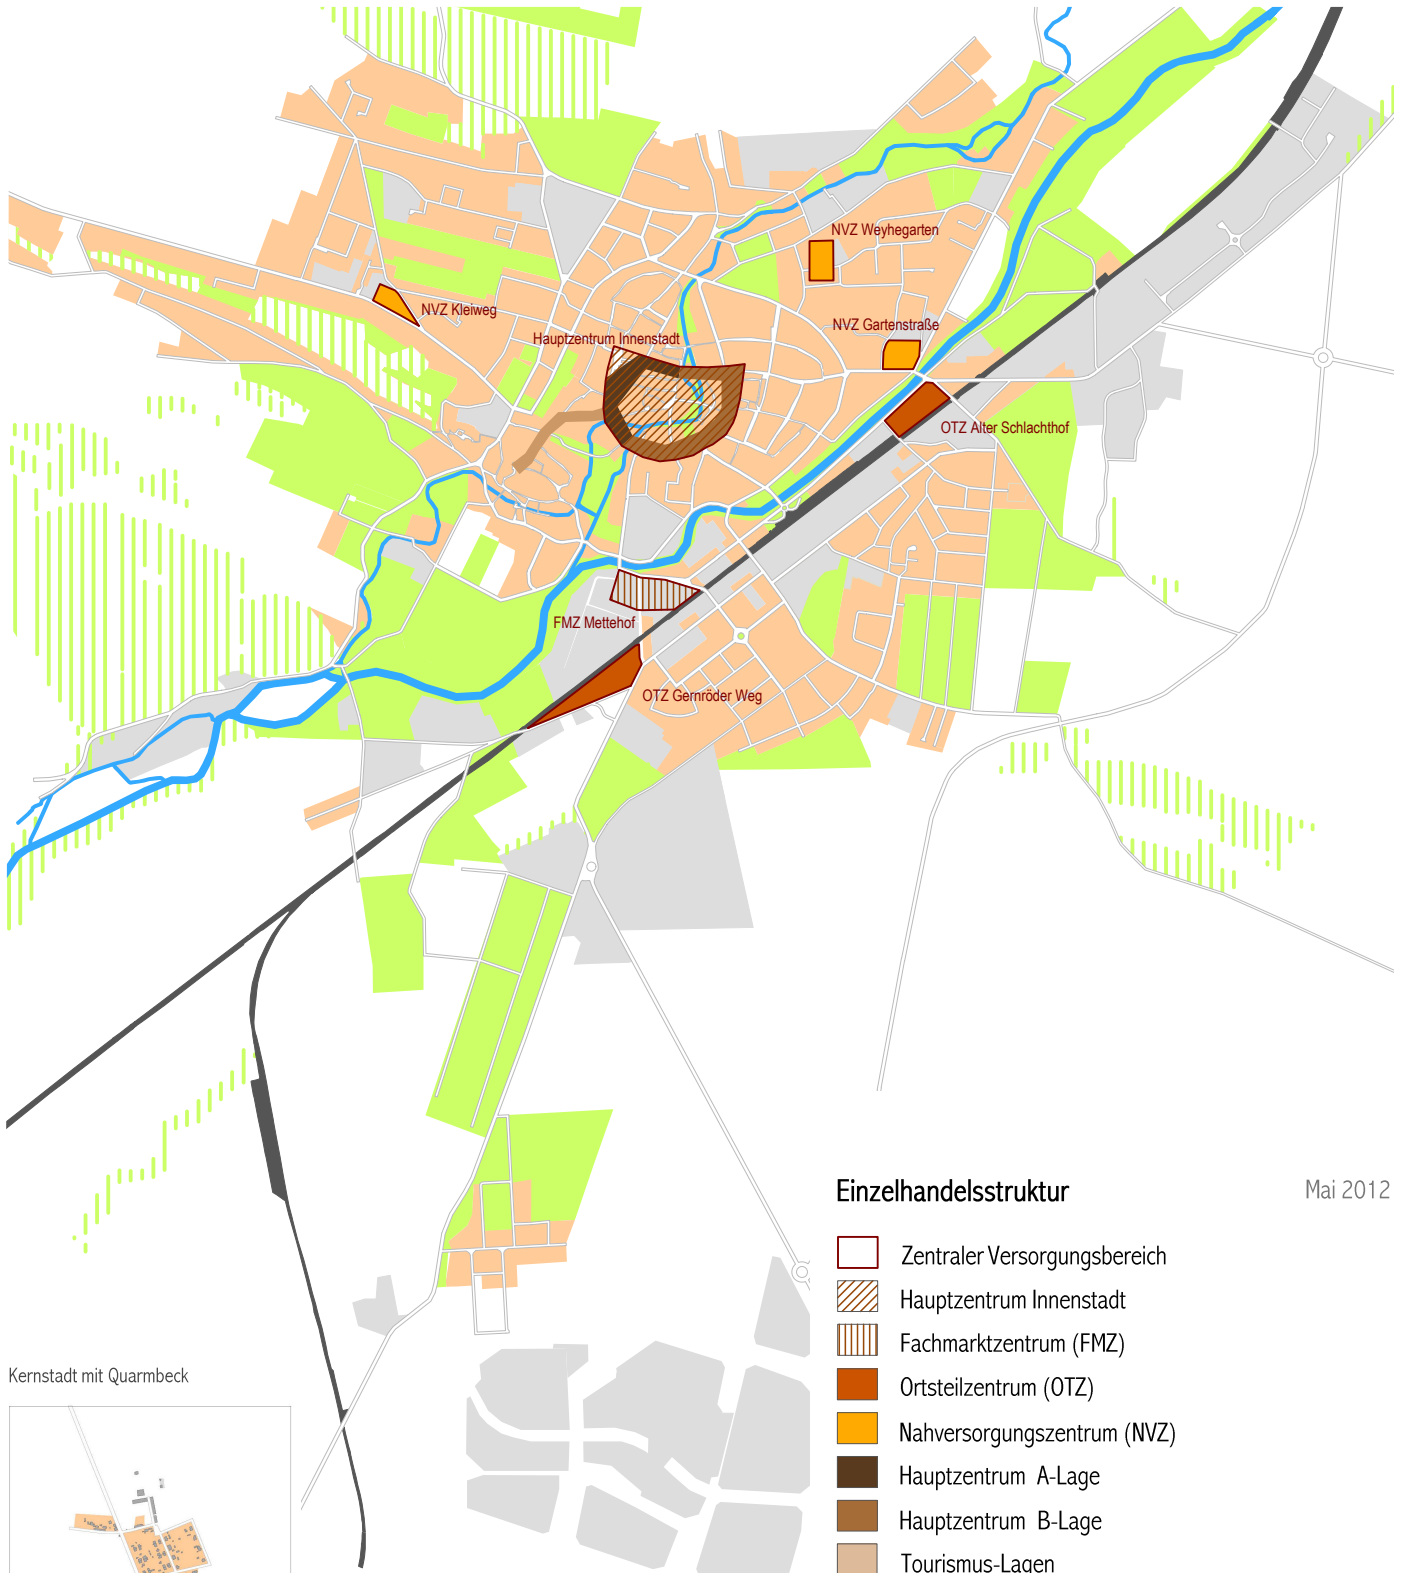 NVZ Weyhegarten
NVZ Kleiweg
NVZ Gartenstraße
Hauptzentrum Innenstadt
OTZ Alter Schlachthof
FMZ Mettehof
OTZ Gernröder Weg
Einzelhandelsstruktur
Mai 2012
Zentraler Versorgungsbereich
Hauptzentrum Innenstadt
Fachmarktzentrum (FMZ)
Ortsteilzentrum (OTZ)
Nahversorgungszentrum (NVZ)
Hauptzentrum A-Lage
Hauptzentrum B-Lage
Tourismus-Lagen
Kernstadt mit Quarmbeck